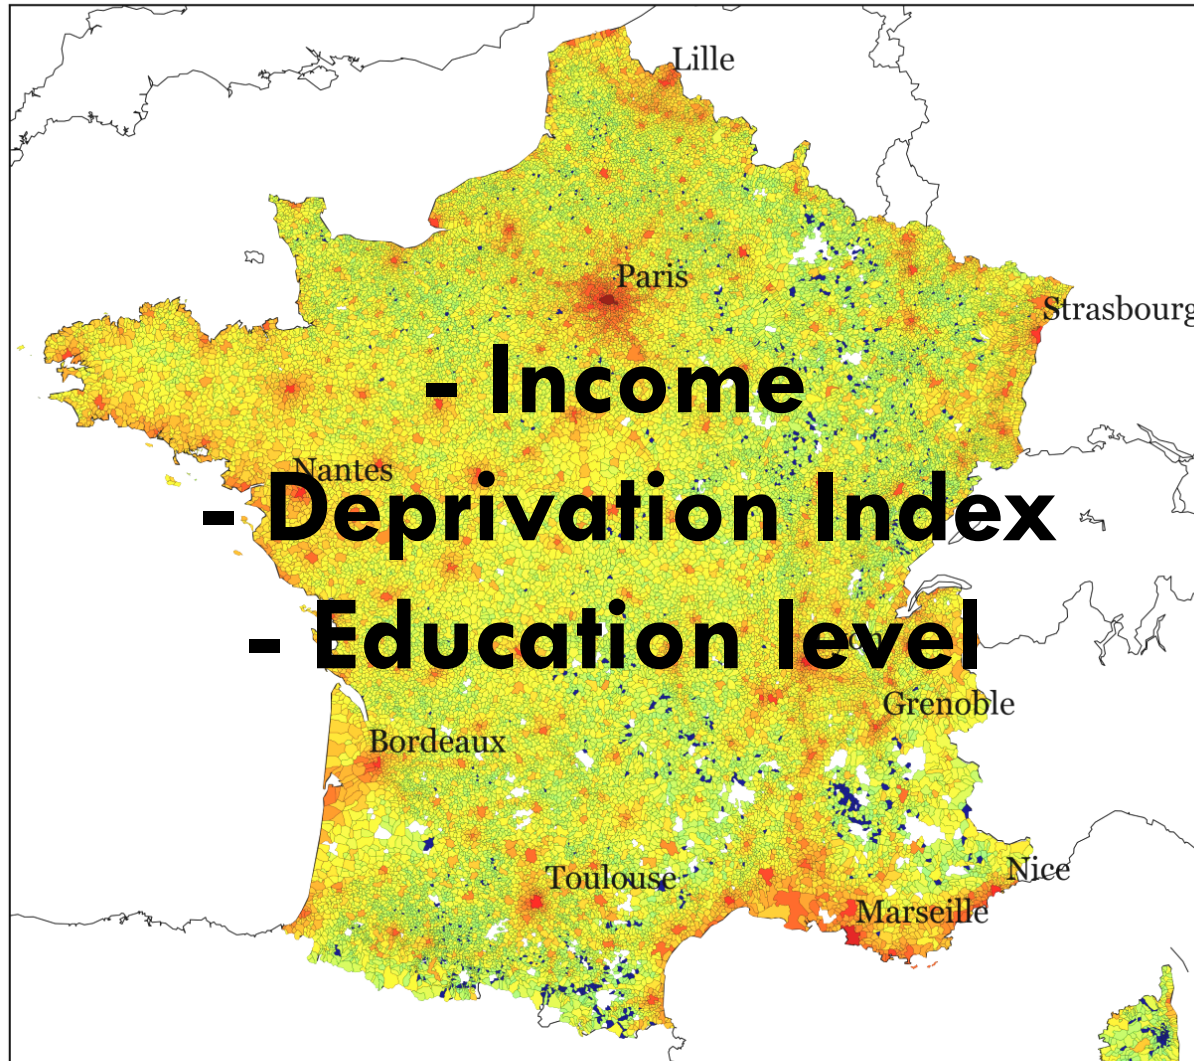 Lille
Paris
Strasbourg
- Income
Nantes
- Deprivation Index
- Education level
Grenoble
Bordeaux
Toulouse
Nice
Marseille